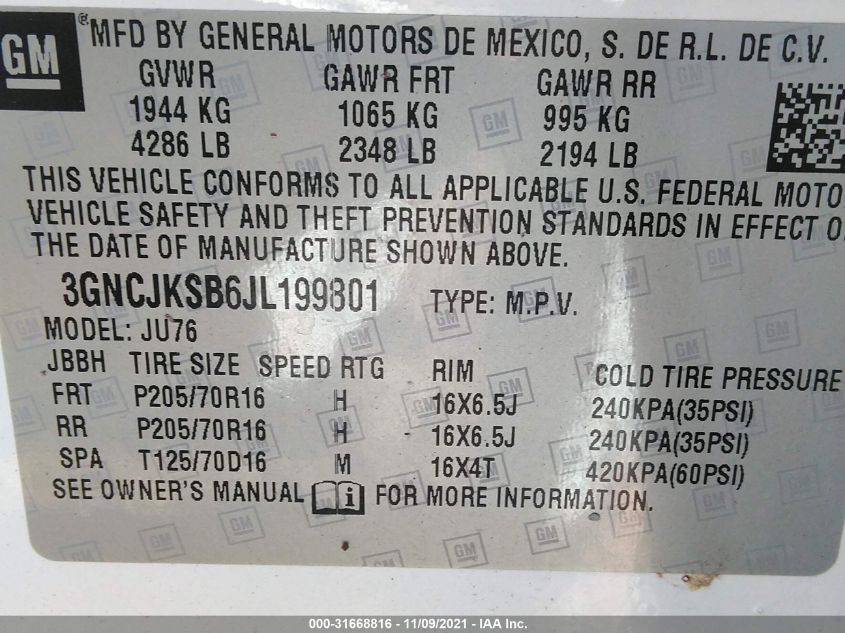 GM
® MFD BY GENERAL MOTORS DE MEXICO, S. DE R.L. DE C.V.
GVWR GAWR FRT GAWR RR
1944 KG 1065 KG 995 KG
4286 LB 2348 LB 2194 LB
THIS VEHICLE CONFORMS TO ALL APPLICABLE U.S. FEDERAL MOTO
VEHICLE SAFETY AND THEFT PREVENTION STANDARDS IN EFFECT O
THE DATE OF MANUFACTURE SHOWN ABOVE.
3GNCJKSB6JL199801 TYPE: M.P.V.
MODEL: JU76
JBBH TIRE SIZE SPEED RTG RIM COLD TIRE PRESSURE
FRT P205/70R16 H 16X6.5J 240KPA(35PSI)
RR P205/70R16 H 16X6.5J 240KPA(35PSI)
SPA T125/70D16 M 16X4T 420KPA(60PSI)
SEE OWNER'S MANUAL i FOR MORE INFORMATION.
000-31668816 - 11/09/2021 - IAA Inc.